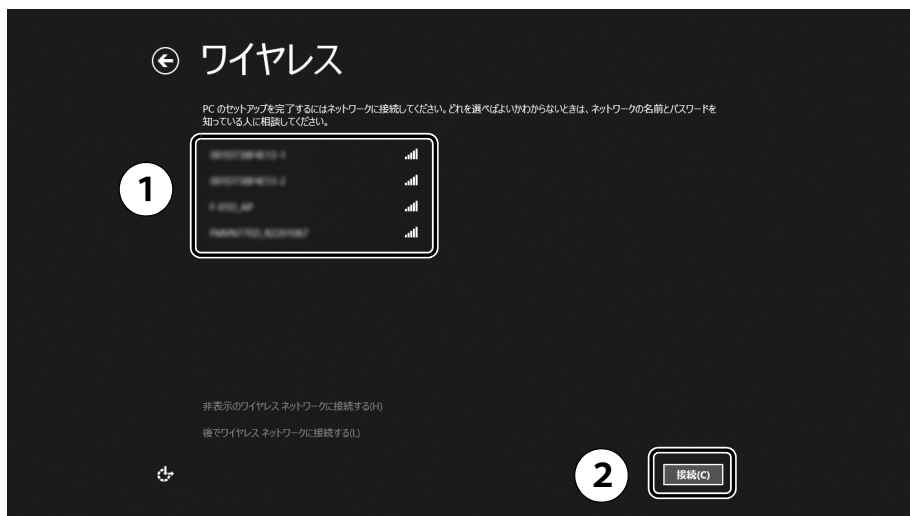 ワイヤレス
PC のセットアップを完了するにはネットワークに接続してください。どれを選べばよいかわからないときは、ネットワークの名前とパスワードを
知っている人に相談してください。
1
非表示のワイヤレス ネットワークに接続する(H)
後でワイヤレス ネットワークに接続する(L)
2
接続(C)